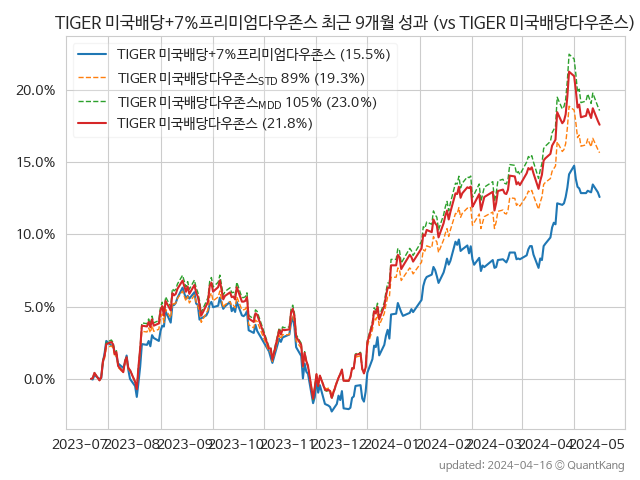 TIGER 미국배당+7%프리미엄다우존스 최근 9개월 성과 (vs TIGER 미국배당다우존스)
TIGER 미국배당+7%프리미엄다우존스 (15.5%)
TIGER 미국배당다우존스STD 89% (19.3%)
TIGER 미국배당다우존스MDD 105% (23.0%)
TIGER 미국배당다우존스 (21.8%)
20.0%
15.0%
10.0%
5.0%
0.0%
2023-07 2023-08 2023-09 2023-10 2023-11 2023-12 2024-01 2024-02 2024-03 2024-04 2024-05
updated: 2024-04-16 © QuantKang